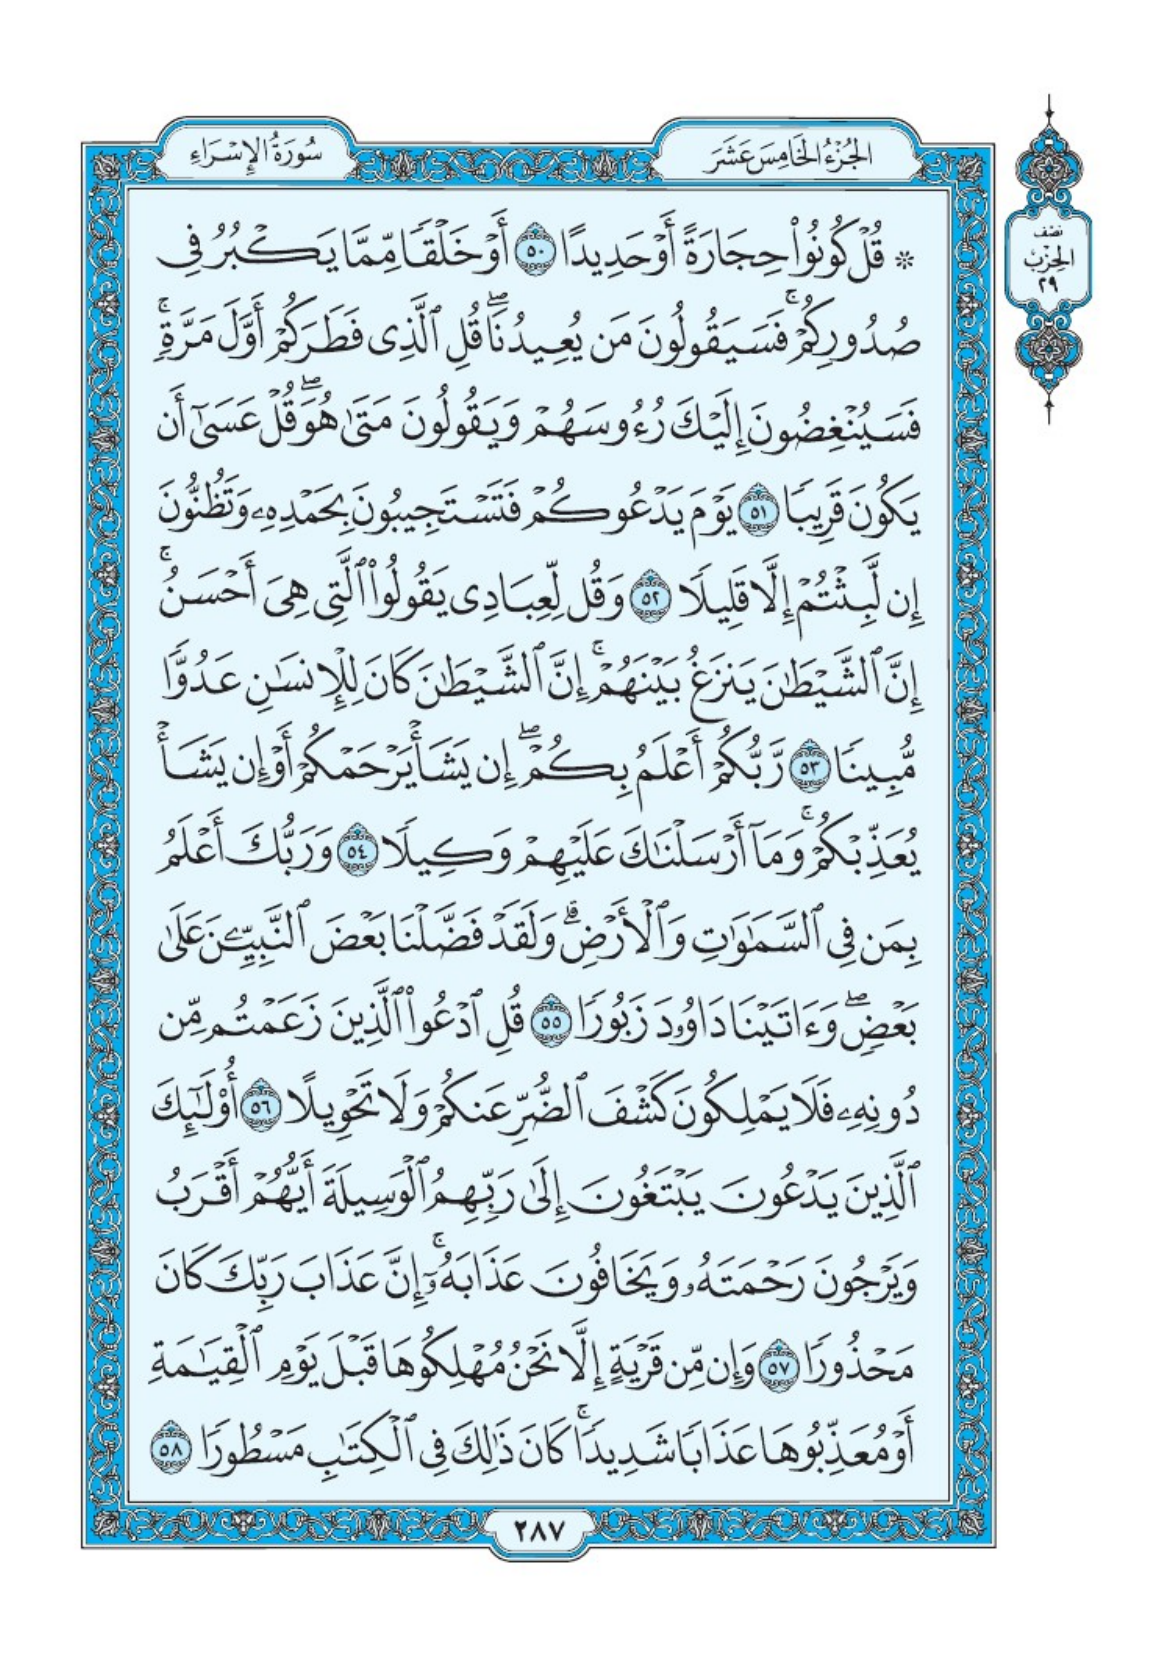 الجُزْءُ الخَامِسَ عَشَرَ
سُورَةُ الإِسْرَاءِ
نصف
الحِزْب
٢٩
۞ قُلْ كُونُوا۟ حِجَارَةً أَوْ حَدِيدًا ٥٠ أَوْ خَلْقًا مِّمَّا يَكْبُرُ فِى
صُدُورِكُمْ ۚ فَسَيَقُولُونَ مَن يُعِيدُنَا ۖ قُلِ ٱلَّذِى فَطَرَكُمْ أَوَّلَ مَرَّةٍ ۚ
فَسَيُنْغِضُونَ إِلَيْكَ رُءُوسَهُمْ وَيَقُولُونَ مَتَىٰ هُوَ ۖ قُلْ عَسَىٰٓ أَن
يَكُونَ قَرِيبًا ٥١ يَوْمَ يَدْعُوكُمْ فَتَسْتَجِيبُونَ بِحَمْدِهِۦ وَتَظُنُّونَ
إِن لَّبِثْتُمْ إِلَّا قَلِيلًا ٥٢ وَقُل لِّعِبَادِى يَقُولُوا۟ ٱلَّتِى هِىَ أَحْسَنُ ۚ
إِنَّ ٱلشَّيْطَٰنَ يَنزَغُ بَيْنَهُمْ ۚ إِنَّ ٱلشَّيْطَٰنَ كَانَ لِلْإِنسَٰنِ عَدُوًّا
مُّبِينًا ٥٣ رَّبُّكُمْ أَعْلَمُ بِكُمْ ۖ إِن يَشَأْ يَرْحَمْكُمْ أَوْ إِن يَشَأْ
يُعَذِّبْكُمْ ۚ وَمَآ أَرْسَلْنَٰكَ عَلَيْهِمْ وَكِيلًا ٥٤ وَرَبُّكَ أَعْلَمُ
بِمَن فِى ٱلسَّمَٰوَٰتِ وَٱلْأَرْضِ ۗ وَلَقَدْ فَضَّلْنَا بَعْضَ ٱلنَّبِيِّـۧنَ عَلَىٰ
بَعْضٍ ۖ وَءَاتَيْنَا دَاوُۥدَ زَبُورًا ٥٥ قُلِ ٱدْعُوا۟ ٱلَّذِينَ زَعَمْتُم مِّن
دُونِهِۦ فَلَا يَمْلِكُونَ كَشْفَ ٱلضُّرِّ عَنكُمْ وَلَا تَحْوِيلًا ٥٦ أُو۟لَٰٓئِكَ
ٱلَّذِينَ يَدْعُونَ يَبْتَغُونَ إِلَىٰ رَبِّهِمُ ٱلْوَسِيلَةَ أَيُّهُمْ أَقْرَبُ
وَيَرْجُونَ رَحْمَتَهُۥ وَيَخَافُونَ عَذَابَهُۥٓ ۚ إِنَّ عَذَابَ رَبِّكَ كَانَ
مَحْذُورًا ٥٧ وَإِن مِّن قَرْيَةٍ إِلَّا نَحْنُ مُهْلِكُوهَا قَبْلَ يَوْمِ ٱلْقِيَٰمَةِ
أَوْ مُعَذِّبُوهَا عَذَابًا شَدِيدًا ۚ كَانَ ذَٰلِكَ فِى ٱلْكِتَٰبِ مَسْطُورًا ٥٨
٢٨٧